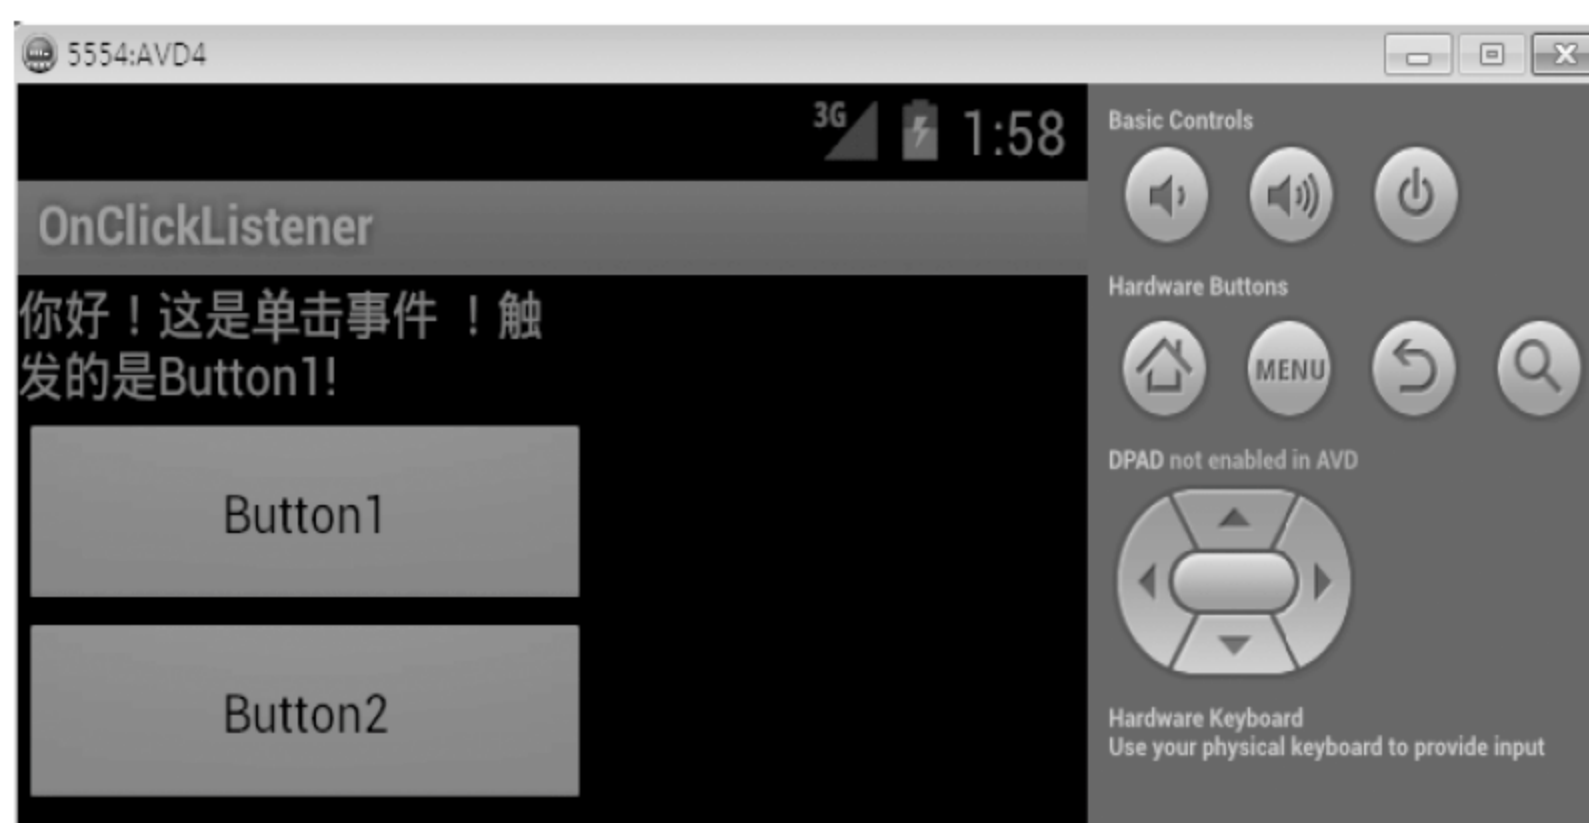 5554:AVD4
3G 1:58
OnClickListener
你好！这是单击事件 ！触
发的是Button1!
Button1
Button2
Basic Controls
Hardware Buttons
MENU
DPAD not enabled in AVD
Hardware Keyboard
Use your physical keyboard to provide input